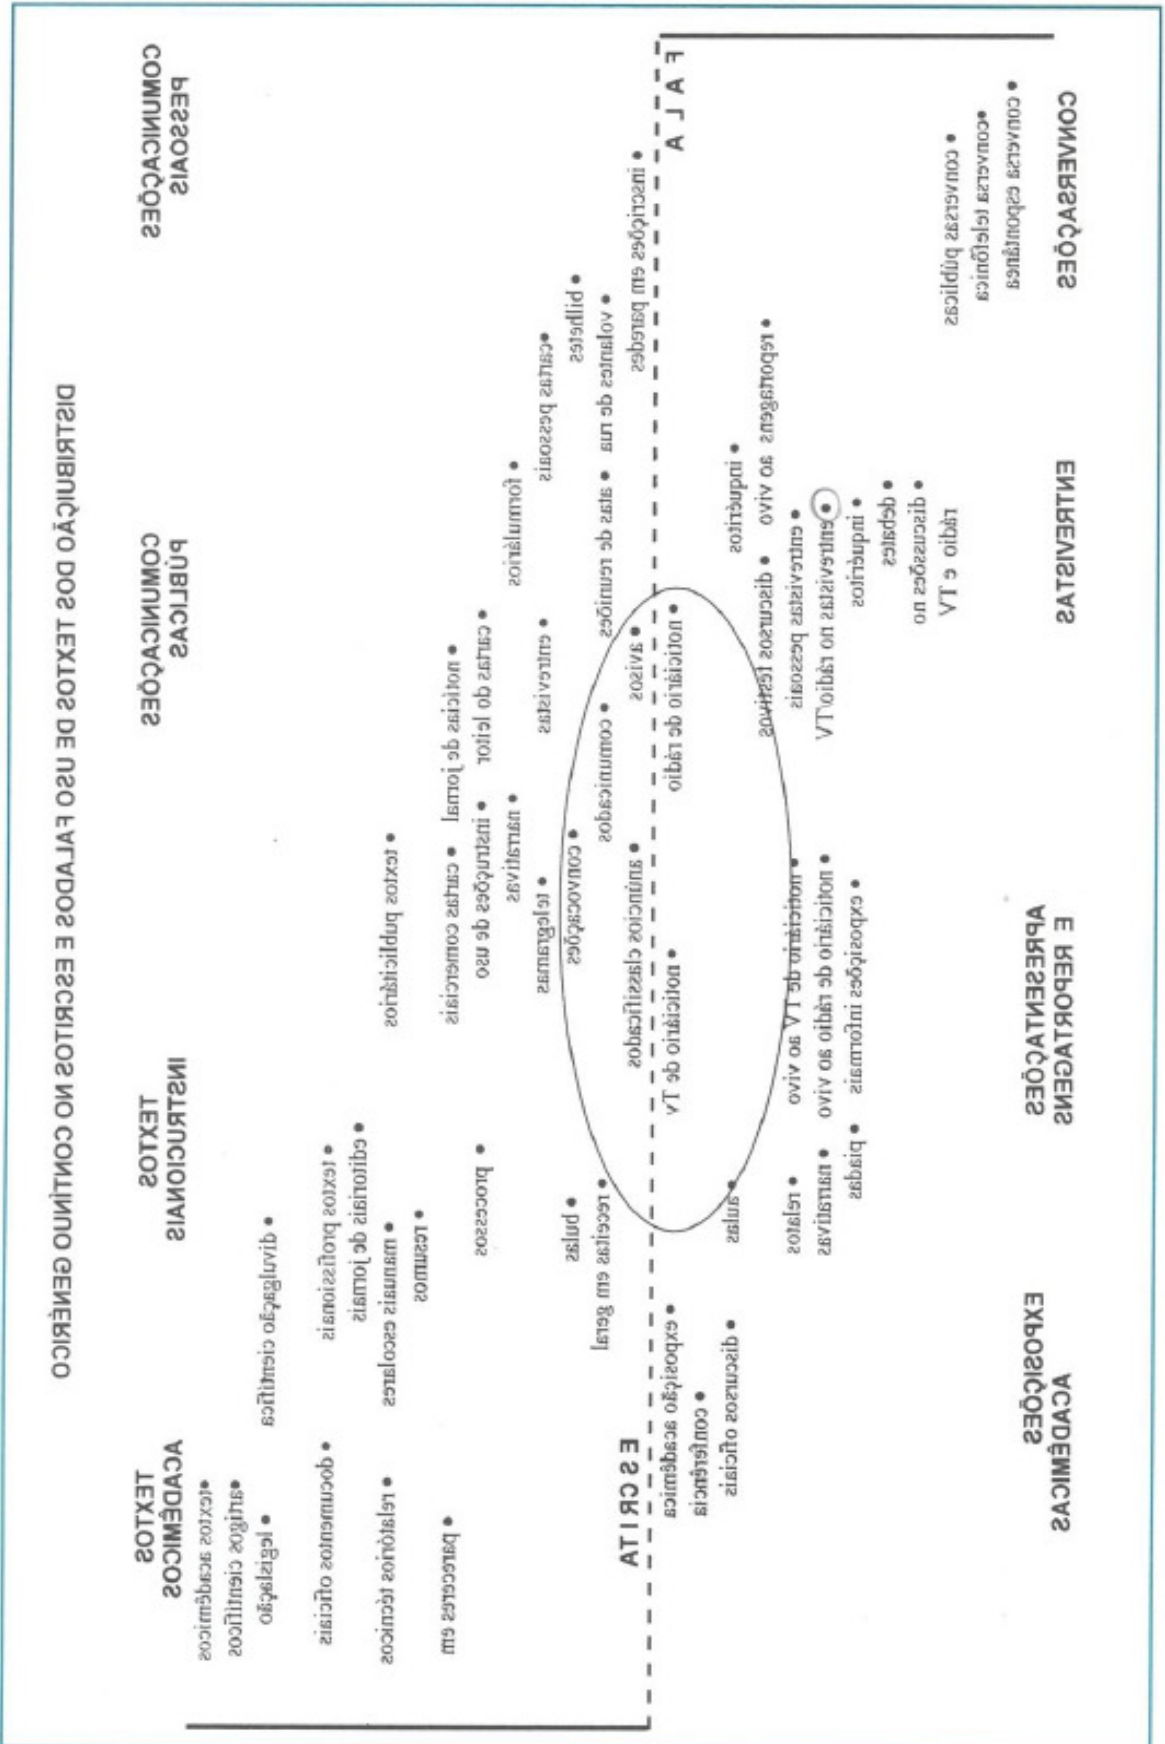 DISTRIBUIÇÃO DOS TEXTOS DE USO FALADOS E ESCRITOS NO CONTÍNUO GENÉRICO
COMUNICAÇÕES
PESSOAIS
COMUNICAÇÕES
PÚBLICAS
TEXTOS
INSTRUCIONAIS
TEXTOS
ACADÊMICOS
• textos acadêmicos
• artigos científicos
• legislação
• divulgação científica
• documentos oficiais
• textos profissionais
• editoriais de jornais
• manuais escolares
• resumos
• relatórios técnicos
• pareceres em
• processos
• textos publicitários
• cartas comerciais
• instruções de uso
• narrativas
• telegramas
• convocações
• bulas
• receitas em geral
• notícias de jornal
• cartas do leitor
• entrevistas
• comunicados
• anúncios classificados
• formulários
• cartas pessoais
• bilhetes
• volantes de rua
• atas de reuniões
• avisos
• inscrições em paredes
F A L A
E S C R I T A
• noticiário de rádio
• noticiário de TV
• exposição acadêmica
• conferência
• discursos oficiais
• aulas
• relatos
• narrativas
• piadas
• noticiário de TV ao vivo
• noticiário de rádio ao vivo
• exposições informais
• inquéritos
• reportagens ao vivo
• discursos festivos
• entrevistas pessoais
• entrevistas no rádio/TV
• inquéritos
• debates
• discussões no
rádio e TV
• conversas públicas
• conversa telefônica
• conversa espontânea
CONVERSAÇÕES
ENTREVISTAS
APRESENTAÇÕES
E REPORTAGENS
EXPOSIÇÕES
ACADÊMICAS